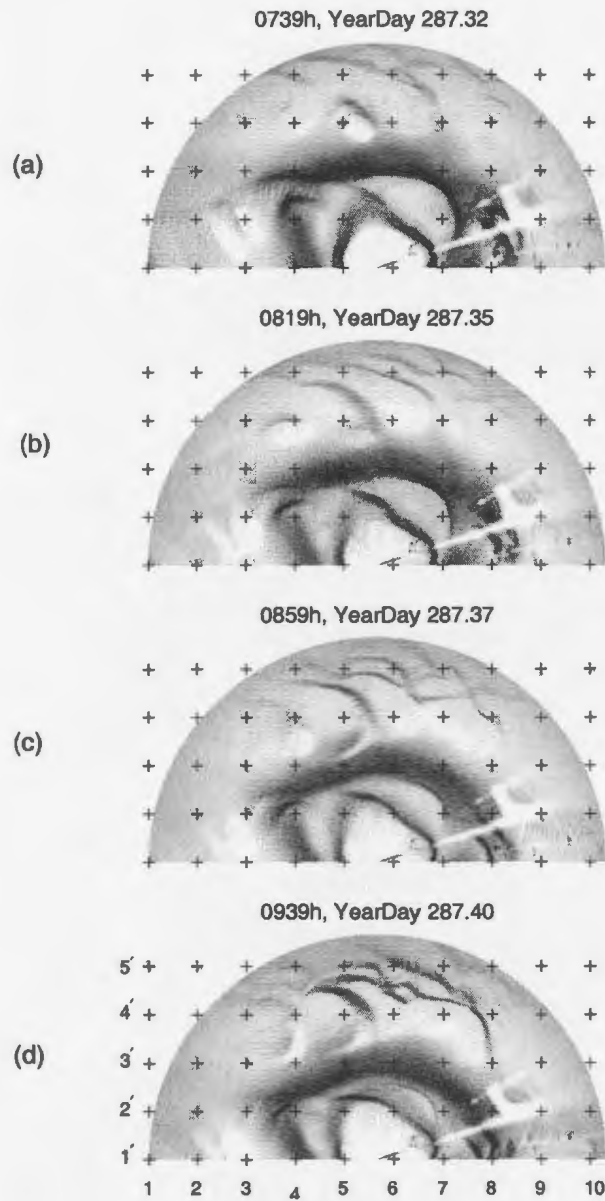 0739h, YearDay 287.32
(a)
0819h, YearDay 287.35
(b)
0859h, YearDay 287.37
(c)
0939h, YearDay 287.40
5′
4′
(d)
3′
2′
1′
1 2 3 4 5 6 7 8 9 10